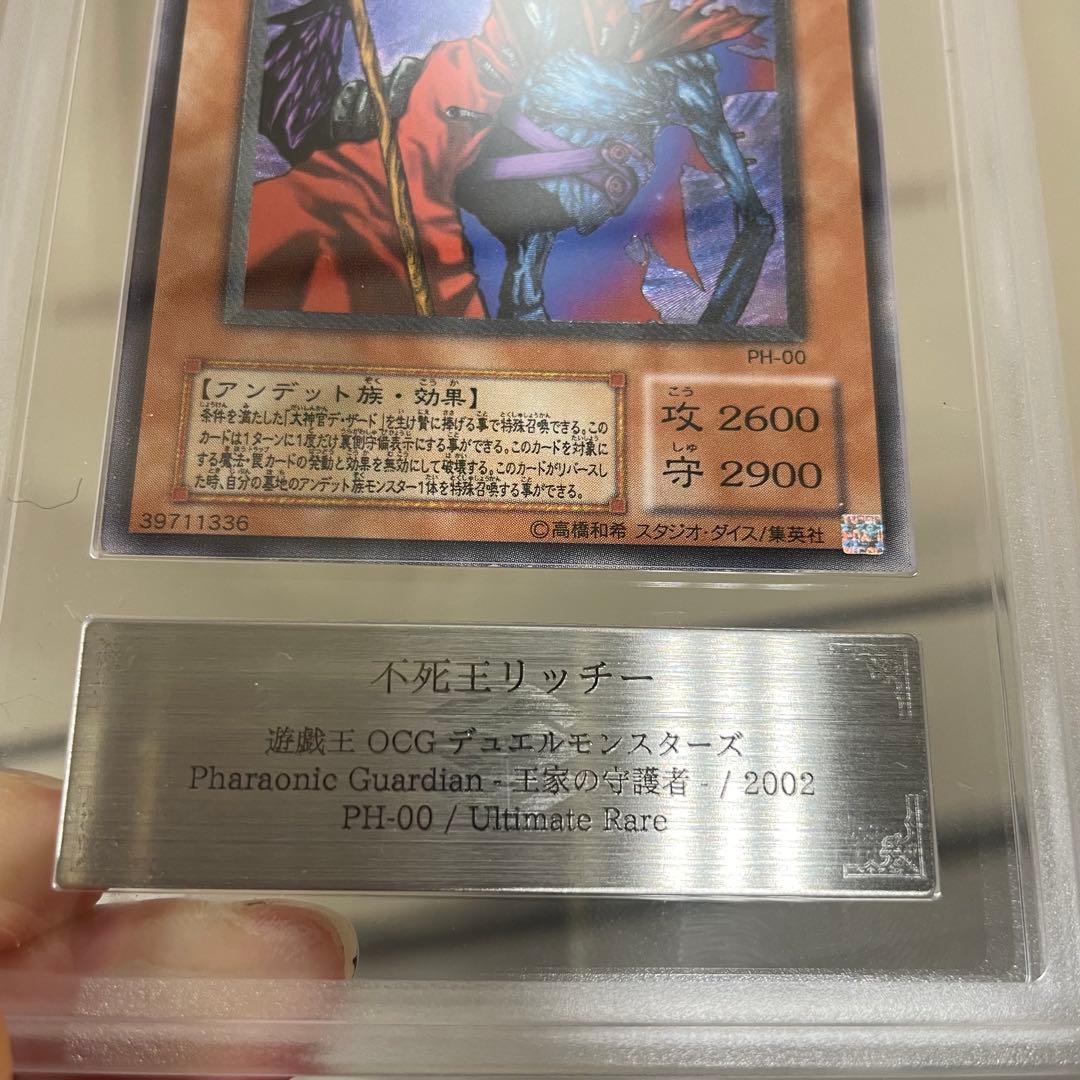 PH-00
【アンデット族・効果】
条件を満たした「大神官デ・ザード」を生け贄に捧げる事で特殊召喚できる。この
カードは1ターンに1度だけ裏側守備表示にする事ができる。このカードを対象に
する魔法・罠カードの発動と効果を無効にして破壊する。このカードがリバースし
た時、自分の墓地のアンデット族モンスター1体を特殊召喚する事ができる。
攻 2600
守 2900
39711336
©高橋和希 スタジオ・ダイス/集英社
不死王リッチー
遊戯王 OCG デュエルモンスターズ
Pharaonic Guardian - 王家の守護者 - / 2002
PH-00 / Ultimate Rare